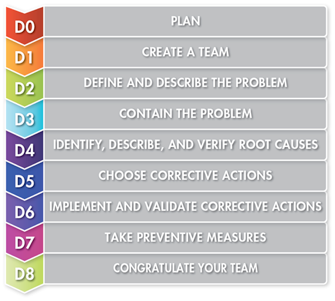 D0 PLAN
D1 CREATE A TEAM
D2 DEFINE AND DESCRIBE THE PROBLEM
D3 CONTAIN THE PROBLEM
D4 IDENTIFY, DESCRIBE, AND VERIFY ROOT CAUSES
D5 CHOOSE CORRECTIVE ACTIONS
D6 IMPLEMENT AND VALIDATE CORRECTIVE ACTIONS
D7 TAKE PREVENTIVE MEASURES
D8 CONGRATULATE YOUR TEAM